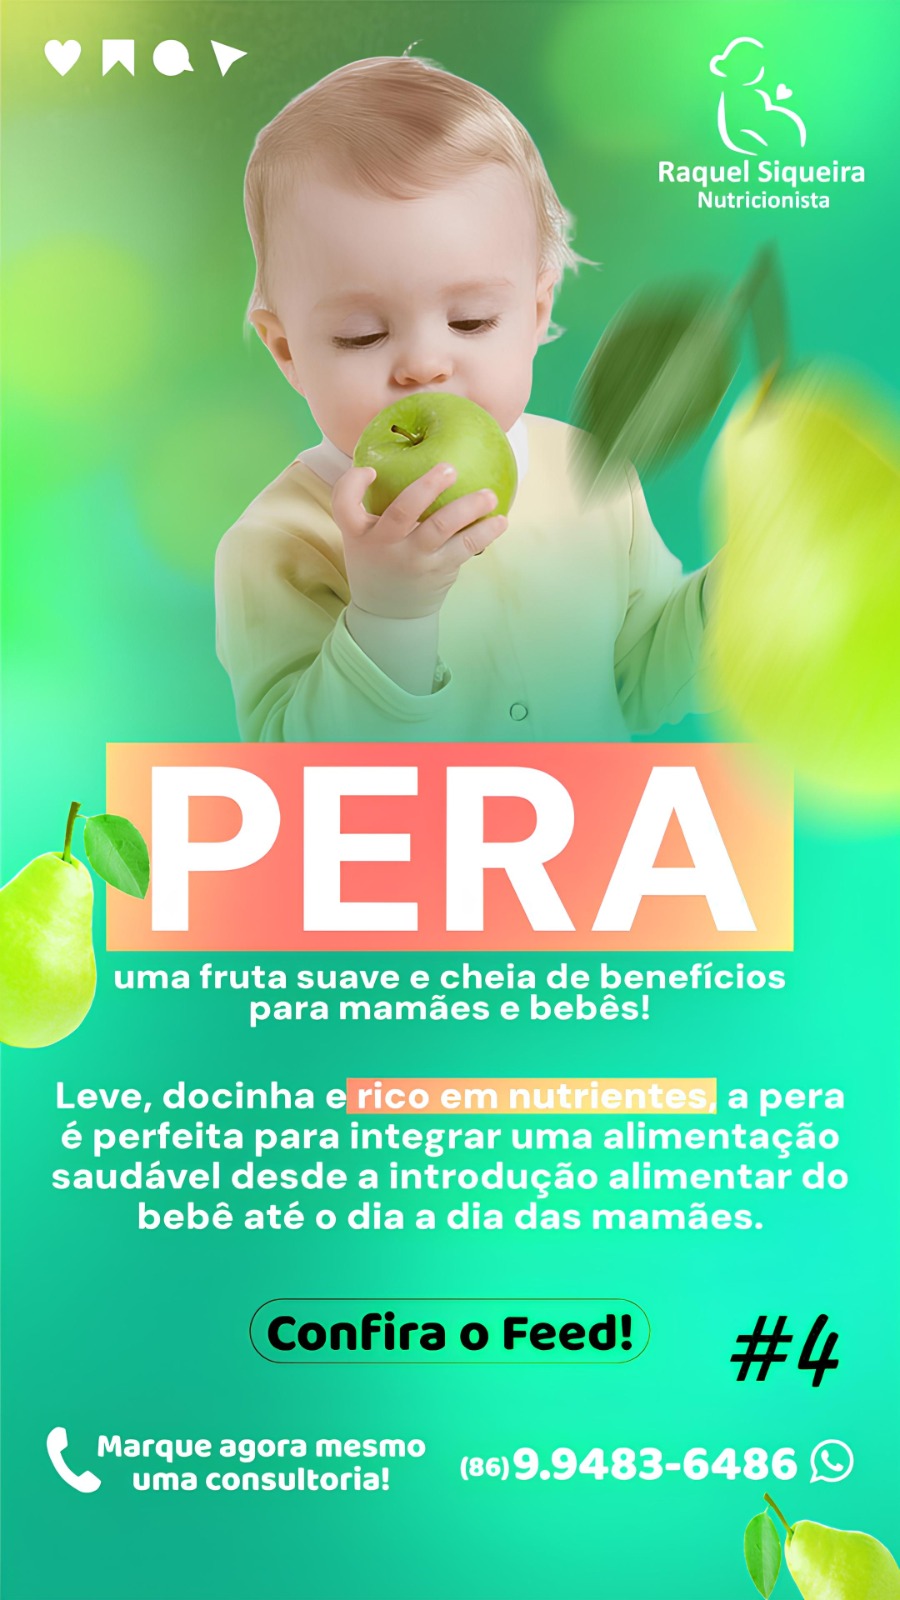 Raquel Siqueira
Nutricionista
PERA
uma fruta suave e cheia de benefícios
para mamães e bebês!
Leve, docinha e rico em nutrientes, a pera
é perfeita para integrar uma alimentação
saudável desde a introdução alimentar do
bebê até o dia a dia das mamães.
Confira o Feed!
#4
Marque agora mesmo
uma consultoria!
(86)9.9483-6486